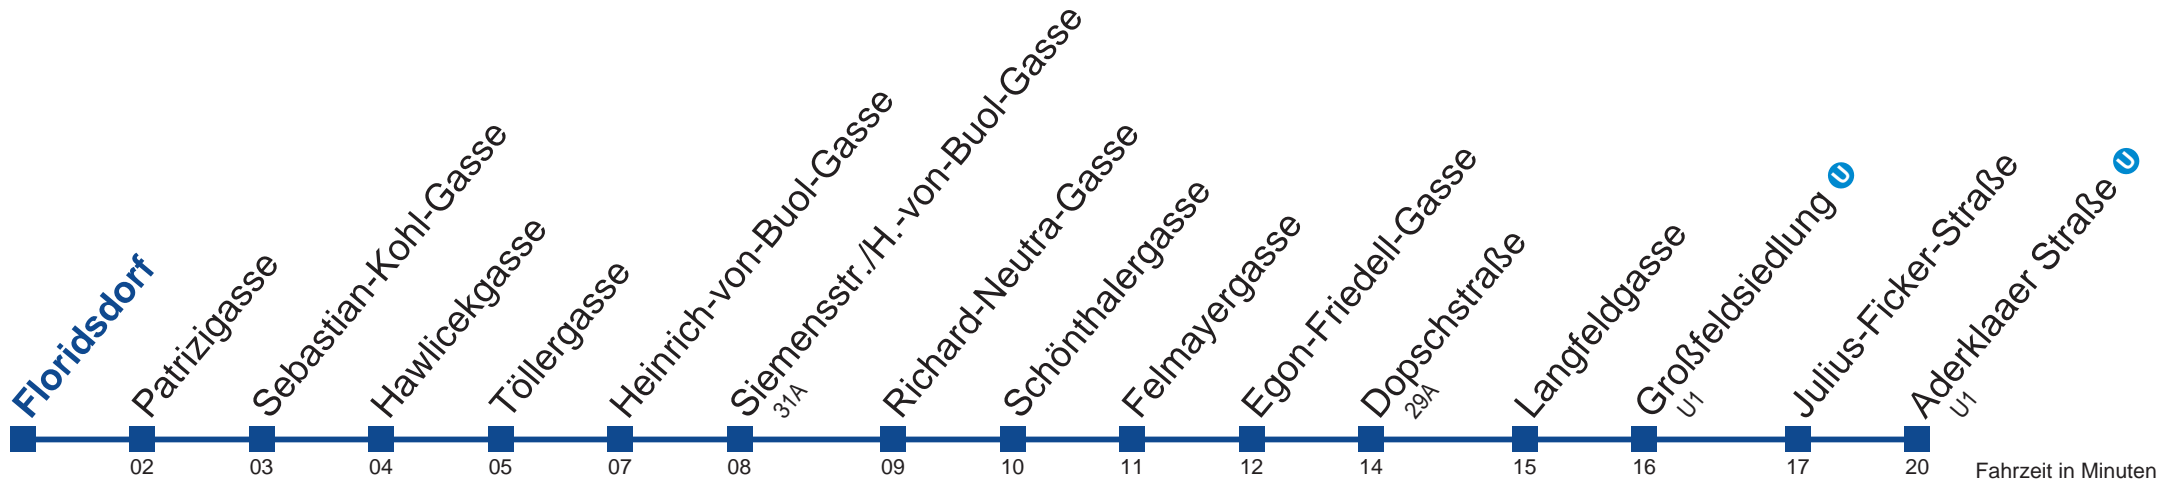 Floridsdorf
Patrizigasse
Sebastian-Kohl-Gasse
Hawlicekgasse
Töllergasse
Heinrich-von-Buol-Gasse
Siemensstr./H.-von-Buol-Gasse
31A
Richard-Neutra-Gasse
Schönthalergasse
Felmayergasse
Egon-Friedell-Gasse
Dopschstraße
29A
Langfeldgasse
Großfeldsiedlung U
U1
Julius-Ficker-Straße
Aderklaaer Straße U
U1
02 03 04 05 07 08 09 10 11 12 14 15 16 17 20 Fahrzeit in Minuten